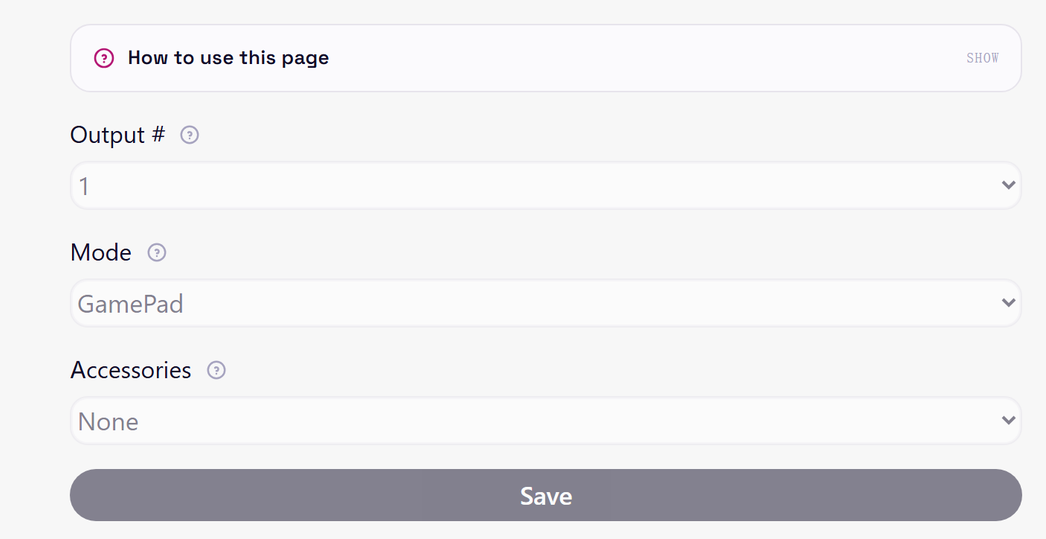 How to use this page
SHOW
Output #
1
Mode
GamePad
Accessories
None
Save